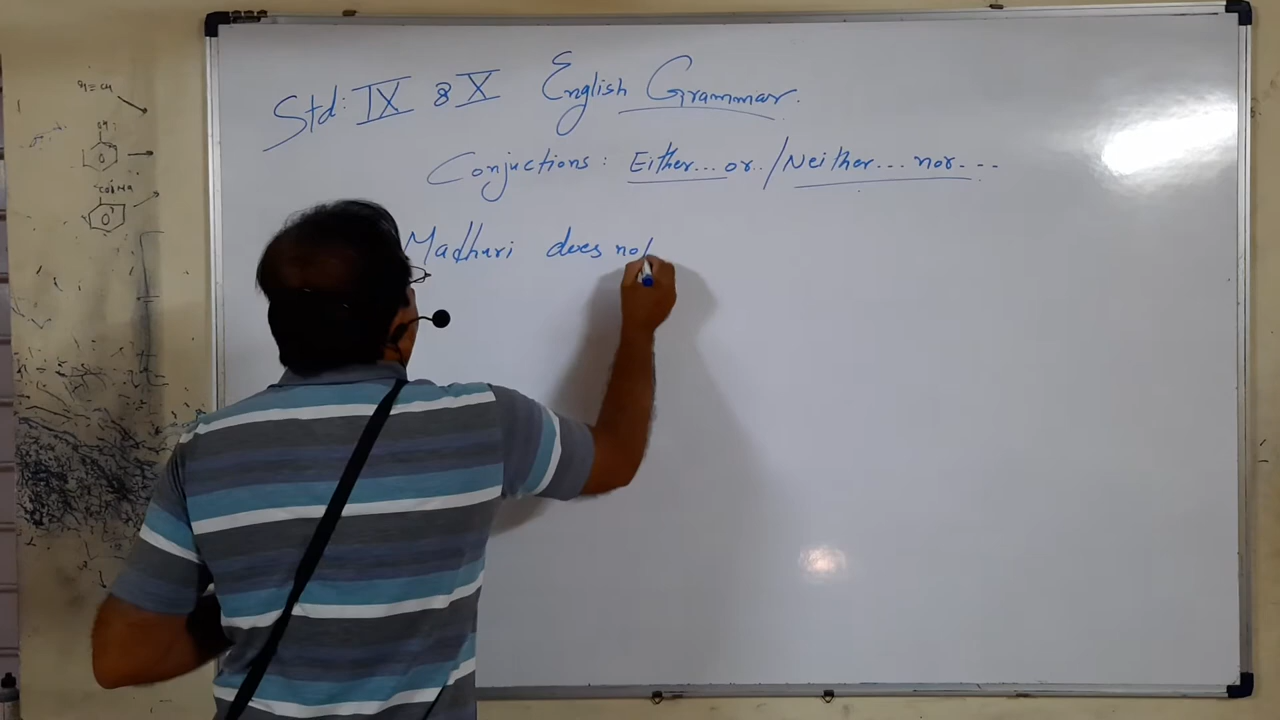 Std: IX & X English Grammar.
Conjuctions: Either...or../Neither...nor....
Madhuri does not